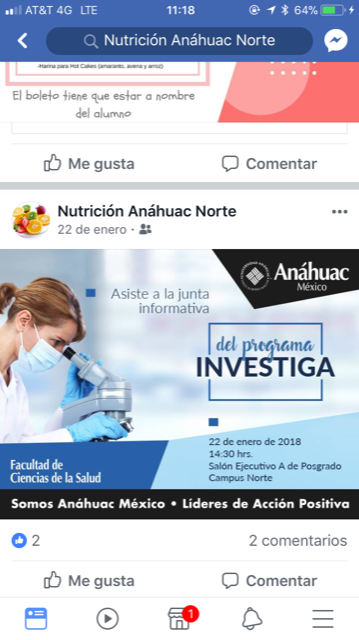 AT&T 4G LTE 11:18 64%
Nutrición Anáhuac Norte
-Harina para Hot Cakes (amaranto, avena y arroz)
El boleto tiene que estar a nombre
del alumno
Me gusta Comentar
Nutrición Anáhuac Norte
22 de enero
Anáhuac
México
Asiste a la junta
informativa
del programa
INVESTIGA
22 de enero de 2018
14:30 hrs.
Salón Ejecutivo A de Posgrado
Campus Norte
Facultad de
Ciencias de la Salud
Somos Anáhuac México • Líderes de Acción Positiva
2 2 comentarios
Me gusta Comentar
1